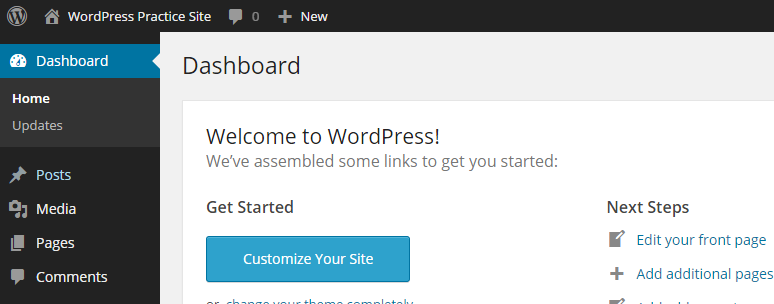 WordPress Practice Site 0 New
Dashboard
Home
Updates
Posts
Media
Pages
Comments
Dashboard
Welcome to WordPress!
We've assembled some links to get you started:
Get Started
Customize Your Site
or, change your theme completely
Next Steps
Edit your front page
Add additional pages